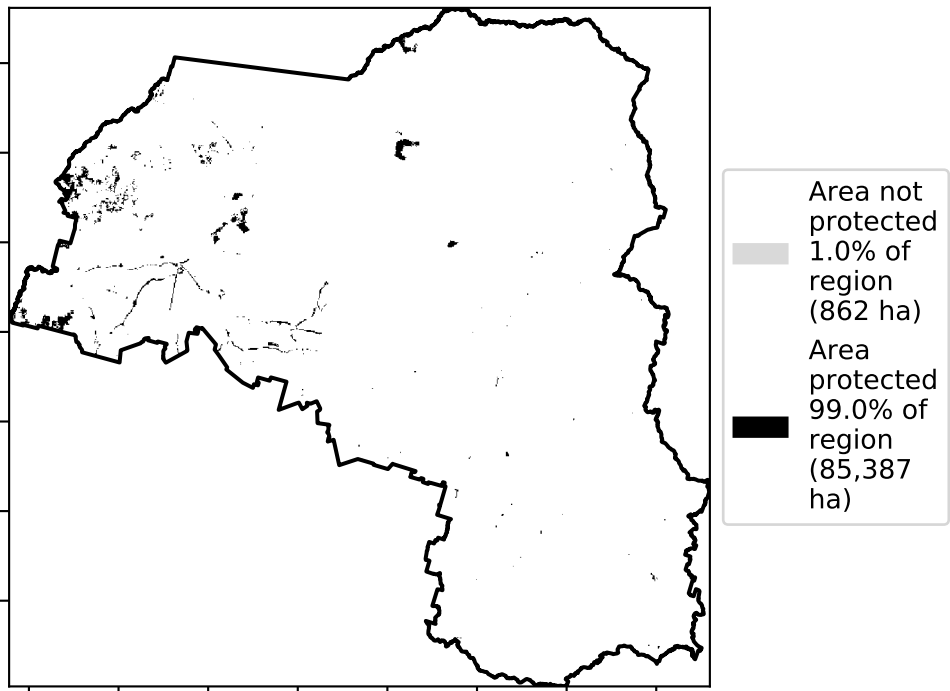 Area not
protected
1.0% of
region
(862 ha)
Area
protected
99.0% of
region
(85,387
ha)